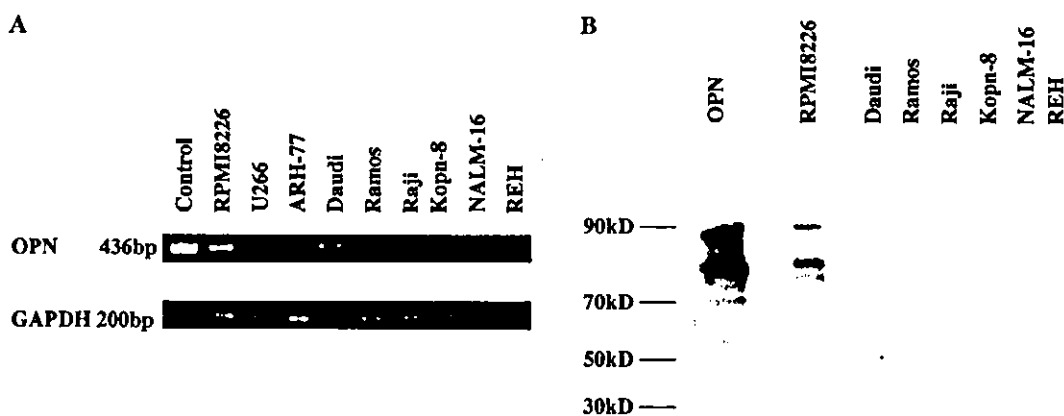 A
Control
RPMI8226
U266
ARH-77
Daudi
Ramos
Raji
Kopn-8
NALM-16
REH
OPN 436bp
GAPDH 200bp
B
OPN
RPMI8226
Daudi
Ramos
Raji
Kopn-8
NALM-16
REH
90kD
70kD
50kD
30kD